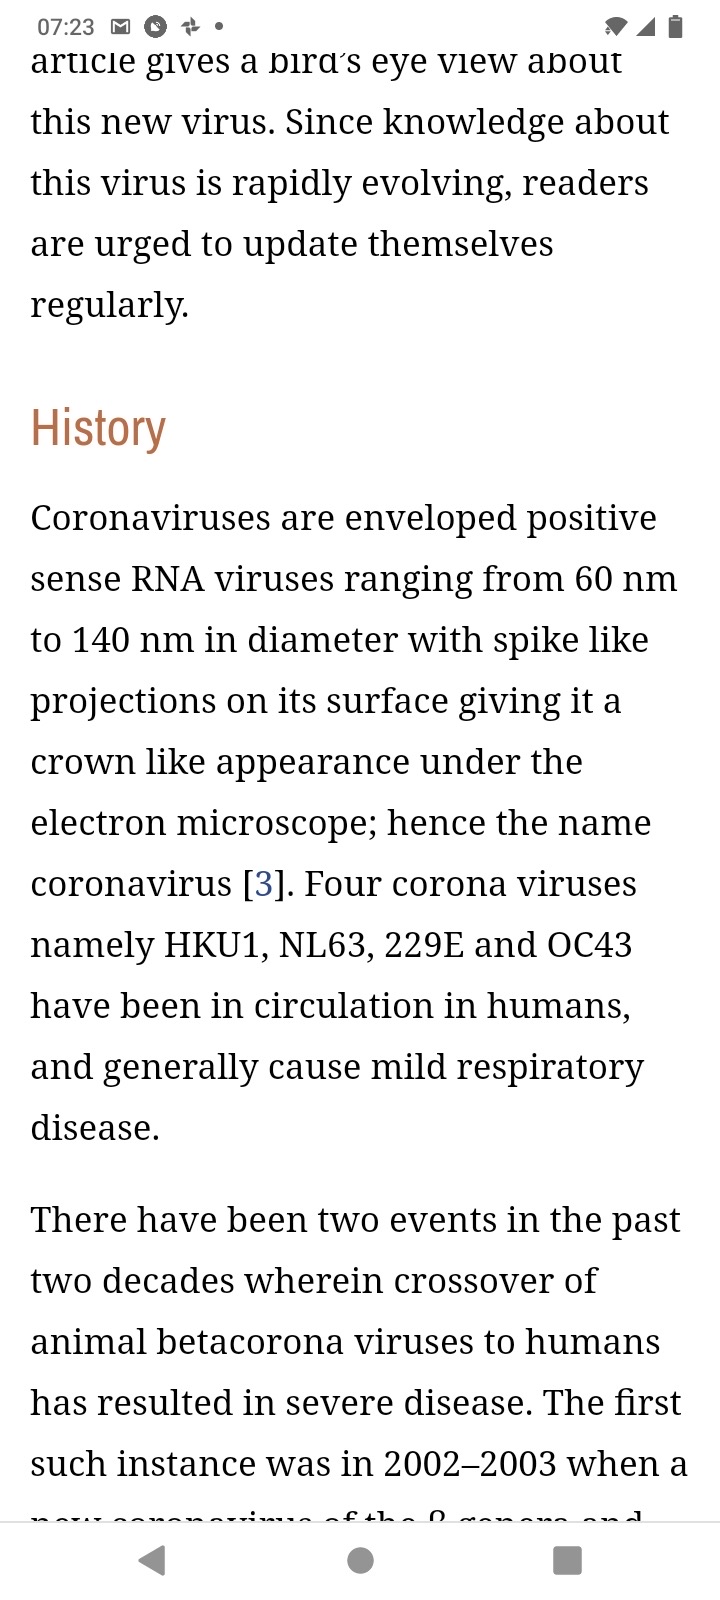 07:23
article gives a bird's eye view about
this new virus. Since knowledge about
this virus is rapidly evolving, readers
are urged to update themselves
regularly.
History
Coronaviruses are enveloped positive
sense RNA viruses ranging from 60 nm
to 140 nm in diameter with spike like
projections on its surface giving it a
crown like appearance under the
electron microscope; hence the name
coronavirus [3]. Four corona viruses
namely HKU1, NL63, 229E and OC43
have been in circulation in humans,
and generally cause mild respiratory
disease.
There have been two events in the past
two decades wherein crossover of
animal betacorona viruses to humans
has resulted in severe disease. The first
such instance was in 2002–2003 when a
new coronavirus of the β genera and